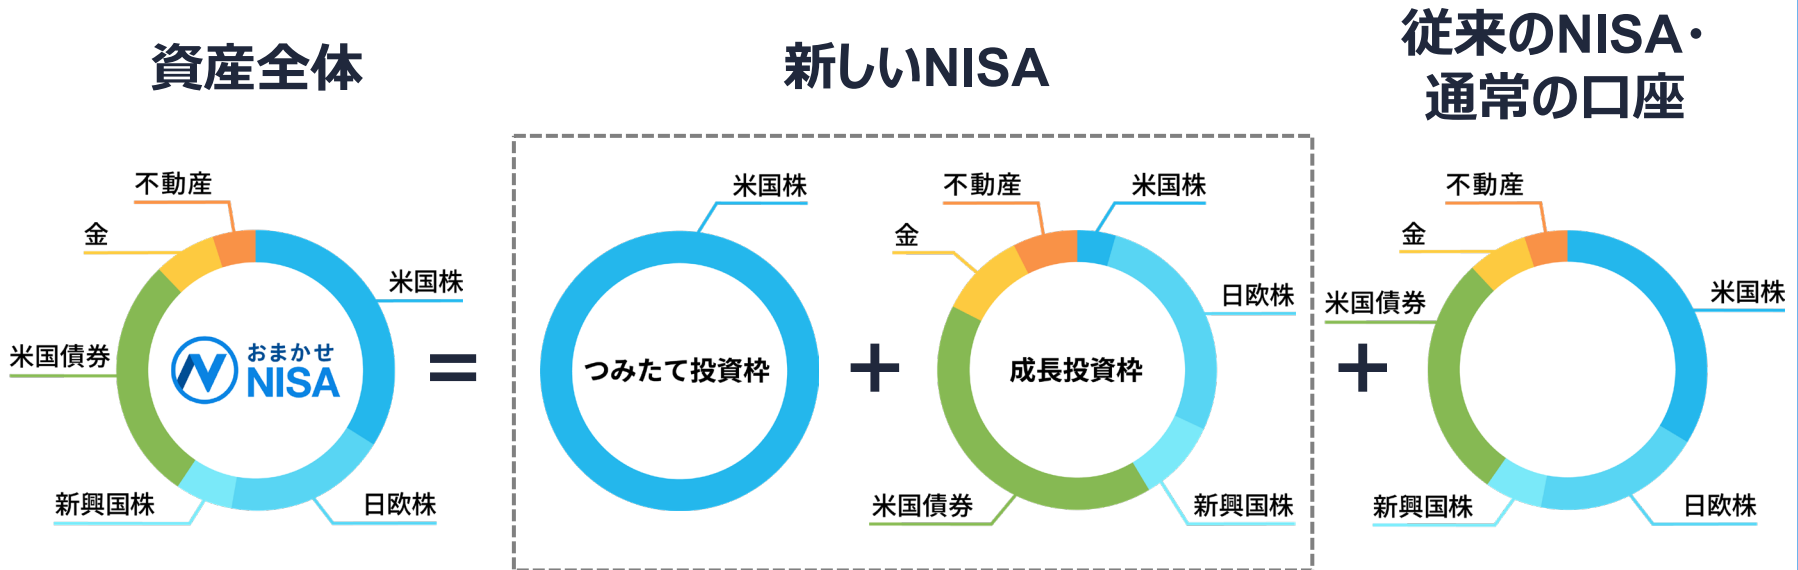 資産全体
新しいNISA
従来のNISA・
通常の口座
不動産
金
米国株
米国債券
おまかせ
NISA
新興国株
日欧株
=
米国株
つみたて投資枠
+
不動産
米国株
金
日欧株
成長投資枠
米国債券
新興国株
+
不動産
金
米国債券
米国株
新興国株
日欧株